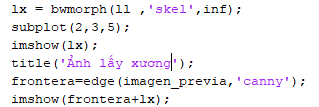 lx = bwmorph(ll ,'skel',inf);
subplot(2,3,5);
imshow(lx);
title('Ảnh lấy xương');
frontera=edge(imagen_previa,'canny');
imshow(frontera+lx);